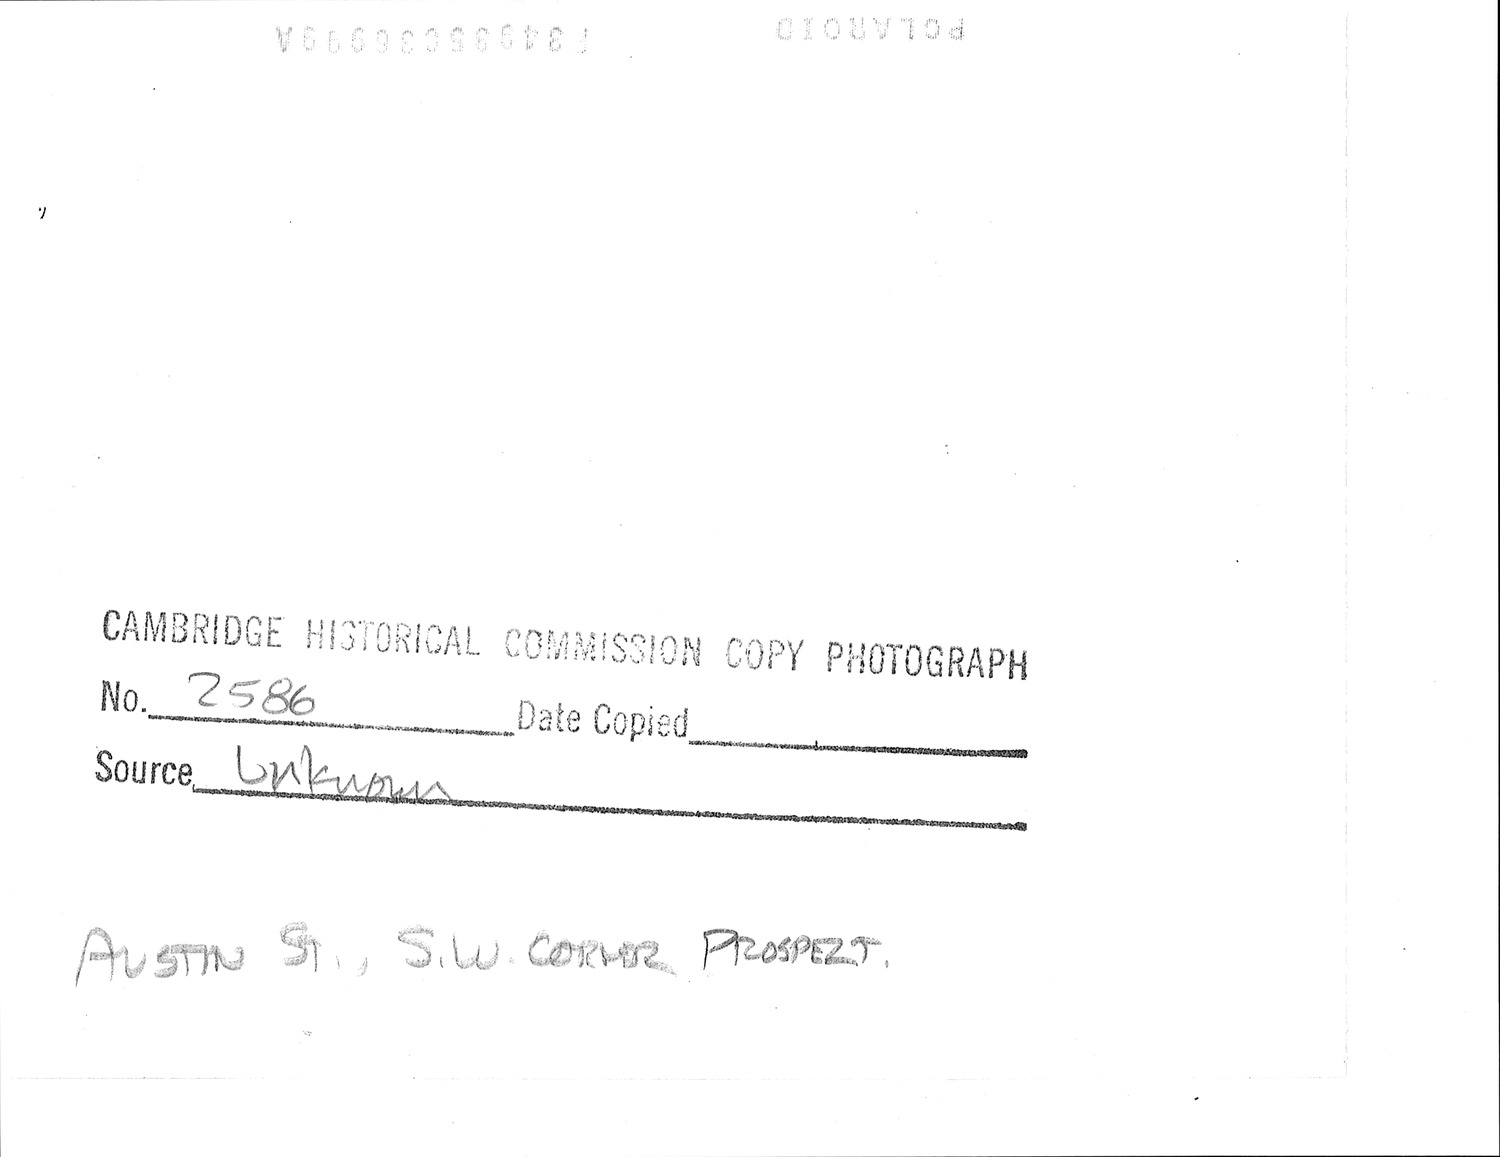 POLAROID
CAMBRIDGE HISTORICAL COMMISSION COPY PHOTOGRAPH
No. 2586 Date Copied
Source Unknown
AUSTIN ST., S.W. CORNER PROSPECT.